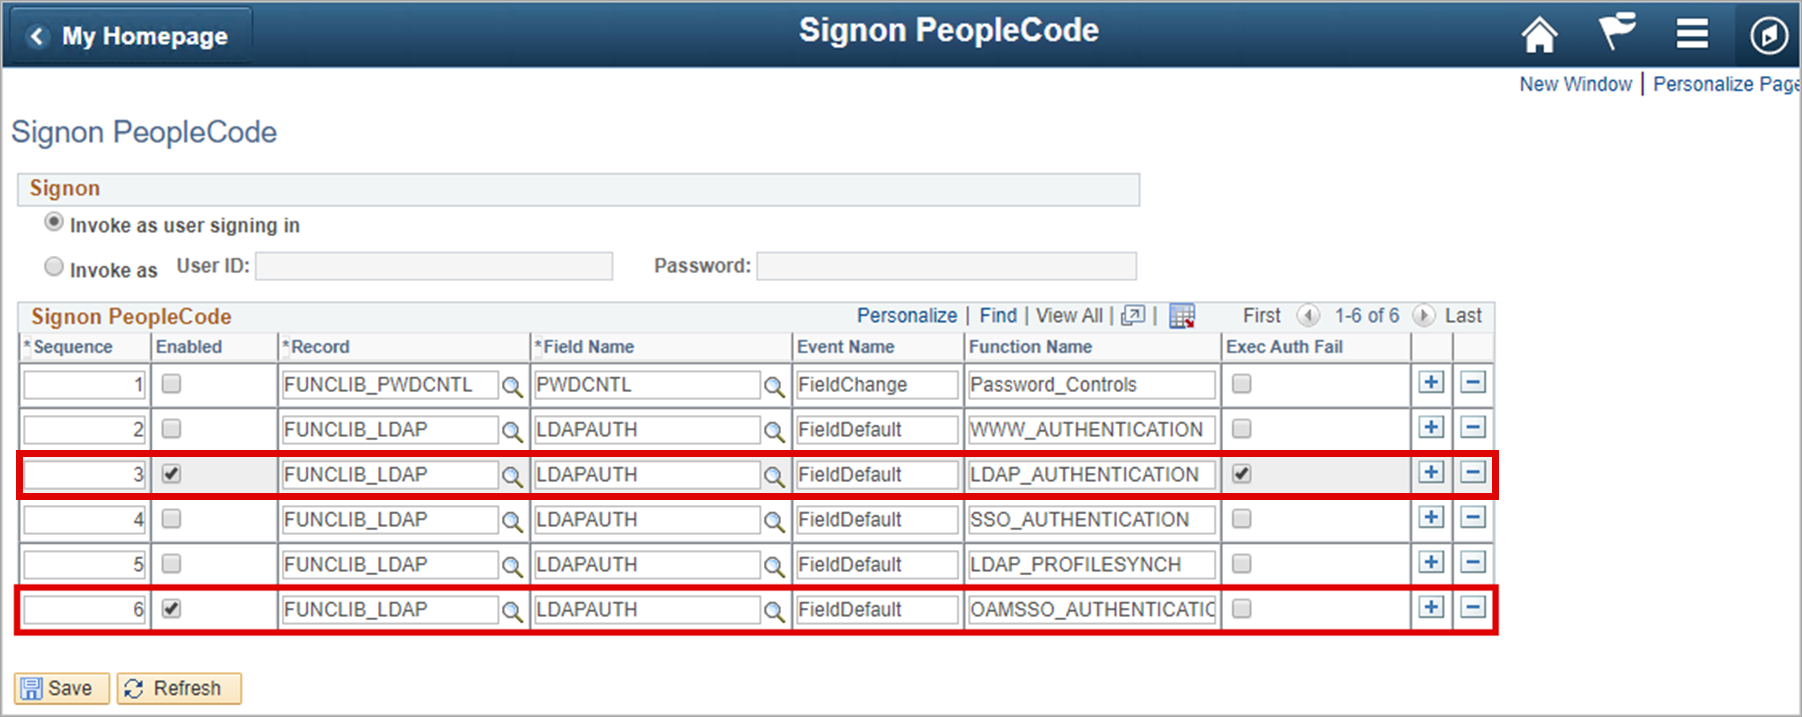 My Homepage Signon PeopleCode
New Window | Personalize Page
Signon PeopleCode
Signon
Invoke as user signing in
Invoke as User ID: Password:
Signon PeopleCode Personalize | Find | View All | | First 1-6 of 6 Last
*Sequence Enabled *Record *Field Name Event Name Function Name Exec Auth Fail
1 FUNCLIB_PWDCNTL PWDCNTL FieldChange Password_Controls
2 FUNCLIB_LDAP LDAPAUTH FieldDefault WWW_AUTHENTICATION
3 FUNCLIB_LDAP LDAPAUTH FieldDefault LDAP_AUTHENTICATION
4 FUNCLIB_LDAP LDAPAUTH FieldDefault SSO_AUTHENTICATION
5 FUNCLIB_LDAP LDAPAUTH FieldDefault LDAP_PROFILESYNCH
6 FUNCLIB_LDAP LDAPAUTH FieldDefault OAMSSO_AUTHENTICATIC
Save Refresh